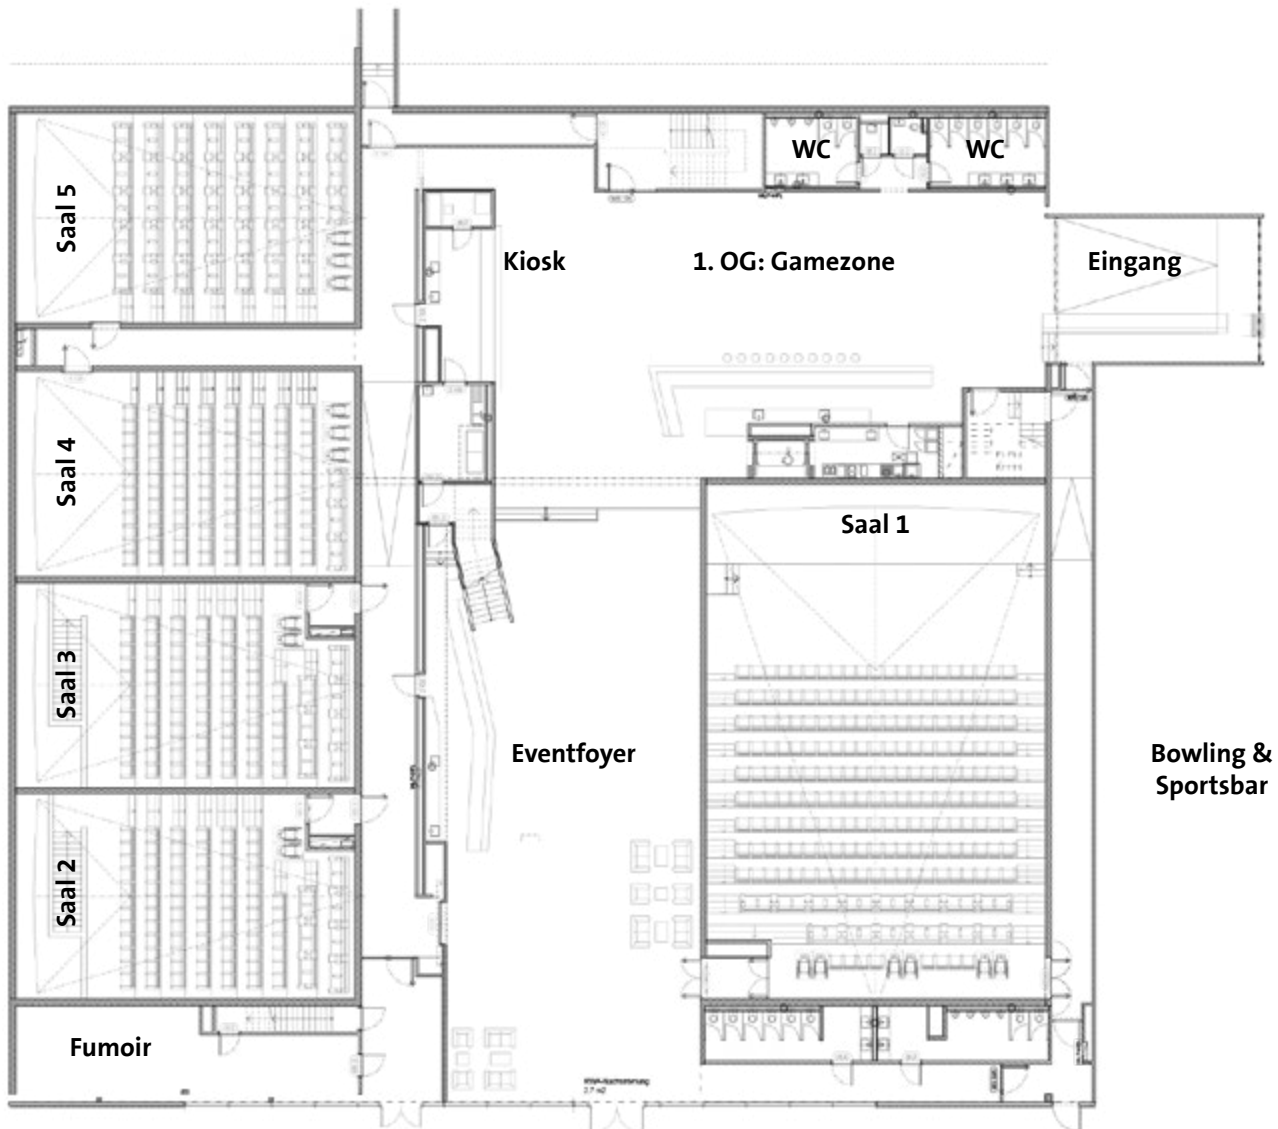 WC
WC
Saal 5
Kiosk
1. OG: Gamezone
Eingang
Saal 4
Saal 1
Saal 3
Eventfoyer
Bowling &
Sportsbar
Saal 2
Fumoir